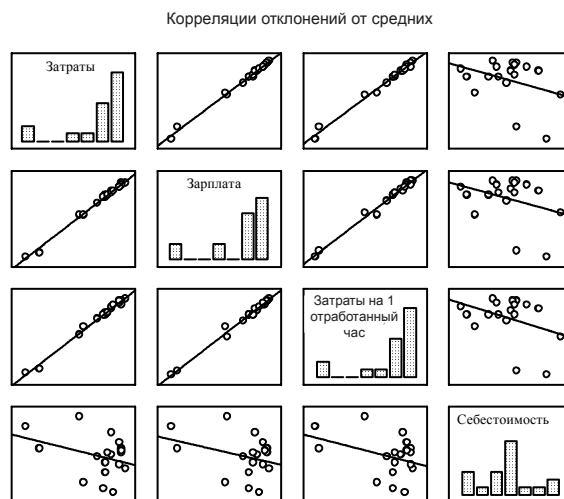 Корреляции отклонений от средних
Затраты
Зарплата
Затраты на 1
отработанный
час
Себестоимость